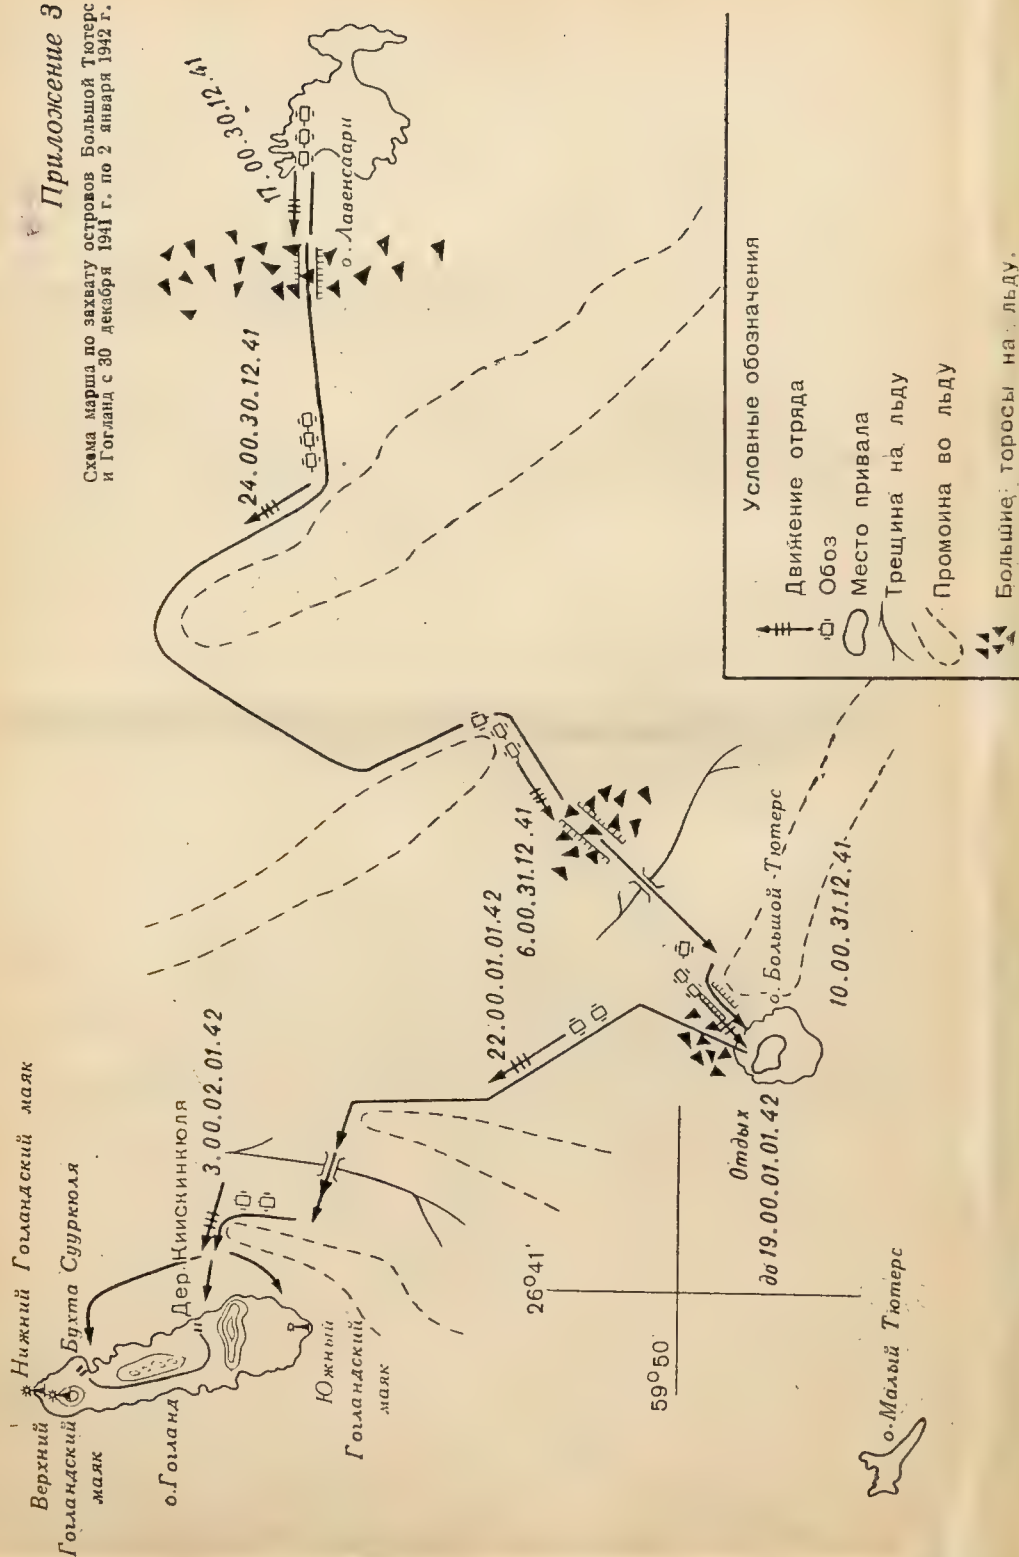 Приложение 3
Схема марша по захвату островов Большой Тютерс
и Гогланд с 30 декабря 1941 г. по 2 января 1942 г.
Верхний
Гогландский
маяк
Нижний Гогландский маяк
Бухта Сууркюля
о.Гогланд
Дер.Киискинкюля
3.00.02.01.42
Южный
Гогландский
маяк
22.00.01.01.42
6.00.31.12.41
24.00.30.12.41
17.00.30.12.41
о.Лавенсаари
26°41'
59°50
Отдых
до 19.00.01.01.42
о.Большой-Тютерс
10.00.31.12.41
о.Малый Тютерс
Условные обозначения
Движение отряда
Обоз
Место привала
Трещина на льду
Промоина во льду
Большие торосы на льду.